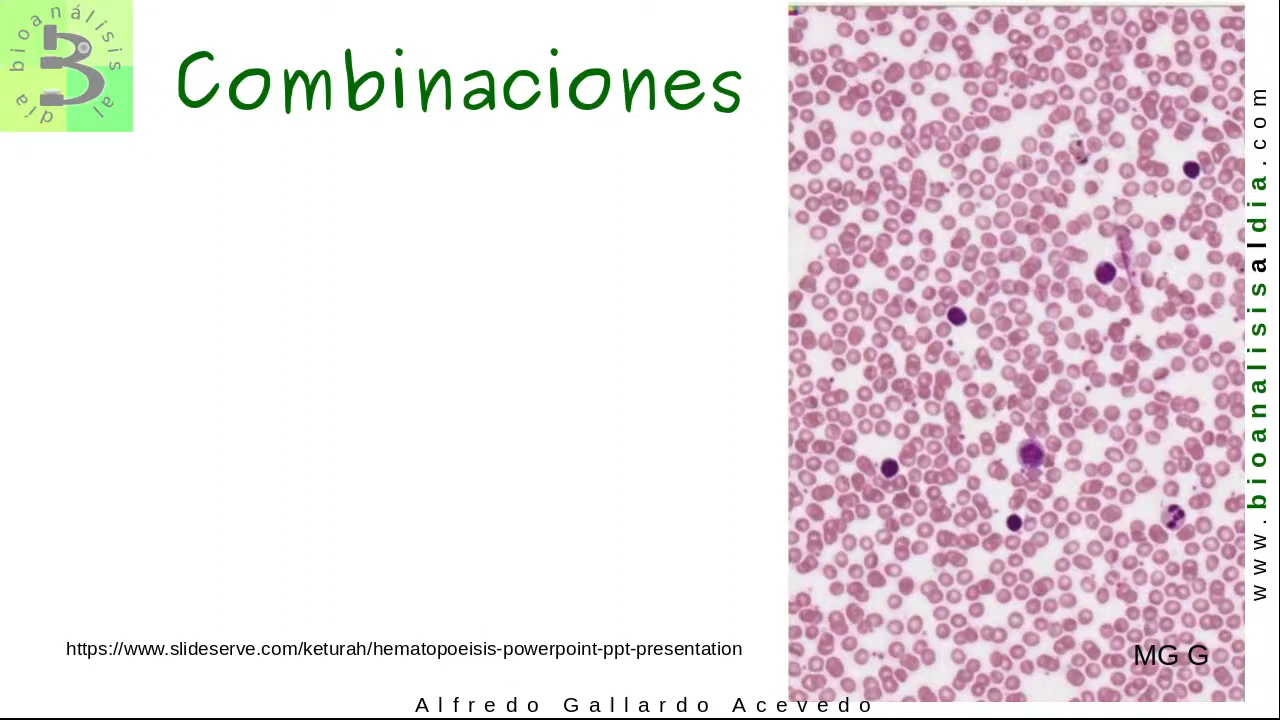 bioanálisis al día
Combinaciones
www.bioanalisisaldia.com
MG G
https://www.slideserve.com/keturah/hematopoeisis-powerpoint-ppt-presentation
Alfredo Gallardo Acevedo